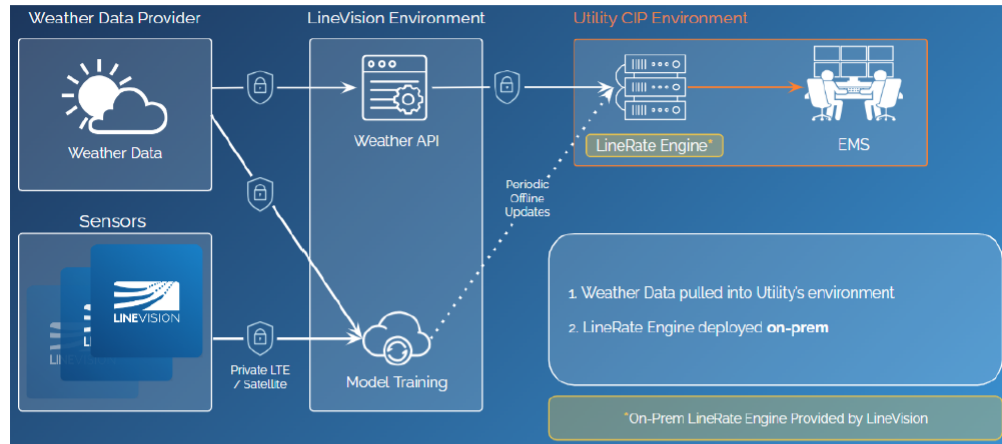 Weather Data Provider
LineVision Environment
Utility CIP Environment
Weather Data
Weather API
LineRate Engine*
EMS
Periodic
Offline
Updates
Sensors
LINEVISION
Private LTE
/ Satellite
Model Training
1. Weather Data pulled into Utility's environment
2. LineRate Engine deployed on-prem
*On-Prem LineRate Engine Provided by LineVision